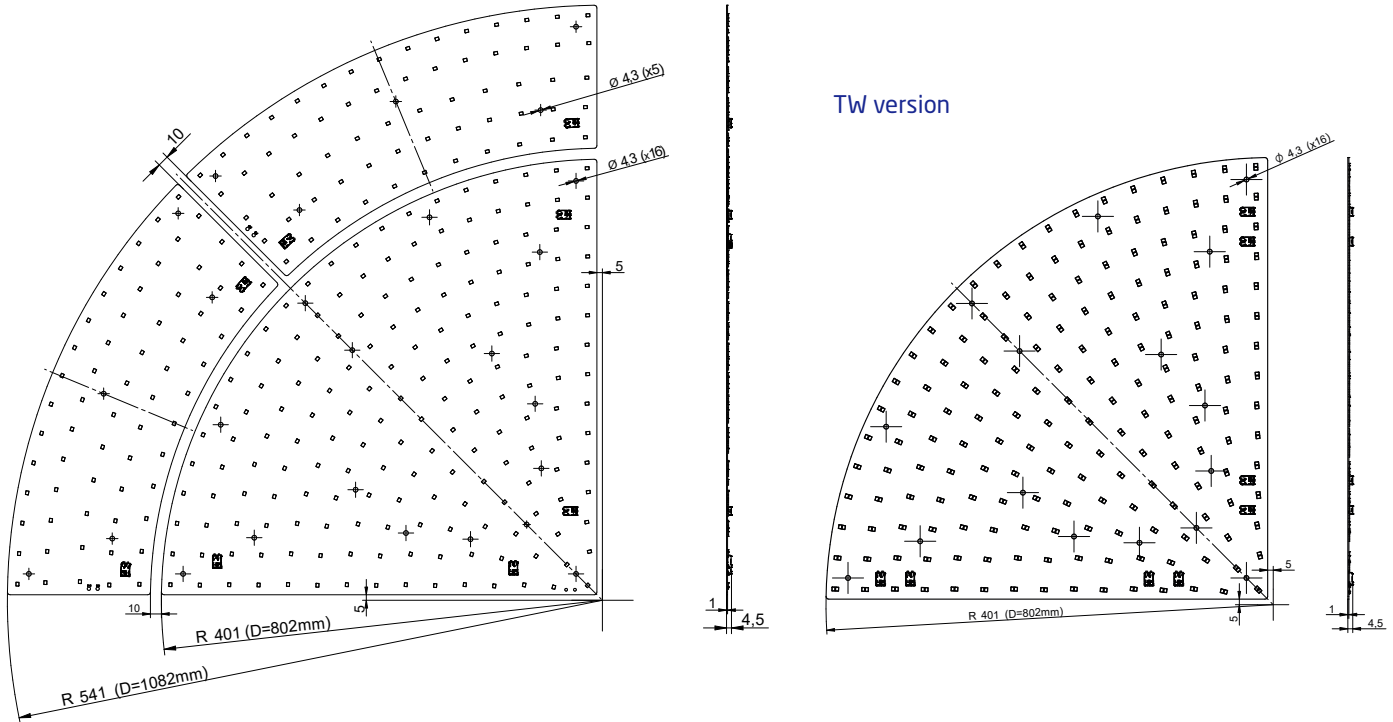 Ø 4,3 (x5)
10
Ø 4,3 (x16)
5
10
5
R 401 (D=802mm)
R 541 (D=1082mm)
1
4,5
TW version
Ø 4,3 (x16)
5
5
R 401 (D=802mm)
1
4,5